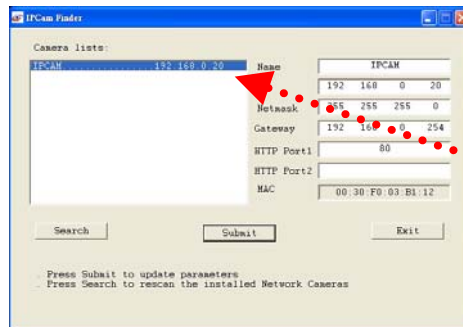 IPCam Finder
Camera lists:
IPCAM..................192.168.0.20
Name IPCAM
192 168 0 20
Netmask 255 255 255 0
Gateway 192 168 0 254
HTTP Port1 80
HTTP Port2
MAC 00:30:F0:03:B1:12
Search Submit Exit
. Press Submit to update parameters
. Press Search to rescan the installed Network Cameras